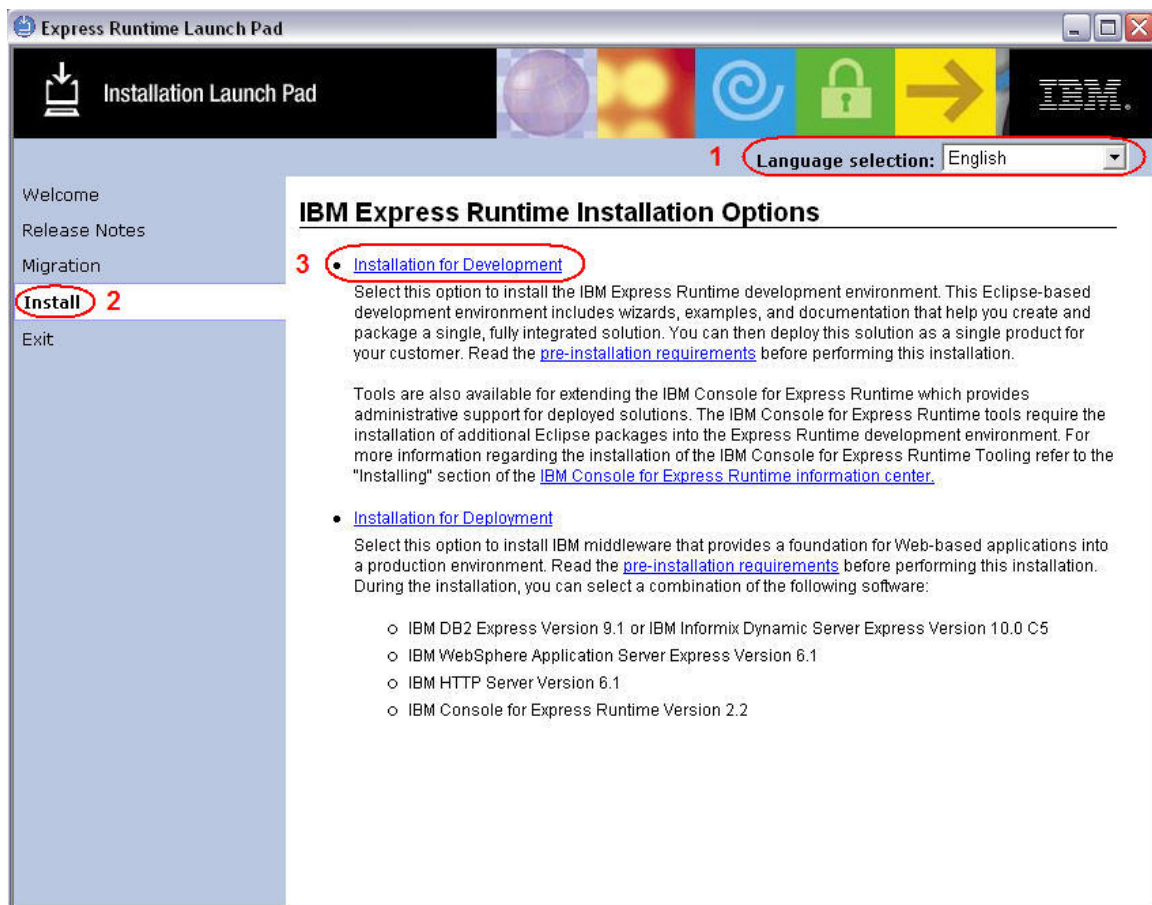 Express Runtime Launch Pad
Installation Launch Pad
IBM.
1
Language selection: English
Welcome
Release Notes
Migration
Install 2
Exit
IBM Express Runtime Installation Options
3 • Installation for Development
Select this option to install the IBM Express Runtime development environment. This Eclipse-based
development environment includes wizards, examples, and documentation that help you create and
package a single, fully integrated solution. You can then deploy this solution as a single product for
your customer. Read the pre-installation requirements before performing this installation.
Tools are also available for extending the IBM Console for Express Runtime which provides
administrative support for deployed solutions. The IBM Console for Express Runtime tools require the
installation of additional Eclipse packages into the Express Runtime development environment. For
more information regarding the installation of the IBM Console for Express Runtime Tooling refer to the
"Installing" section of the IBM Console for Express Runtime information center.
• Installation for Deployment
Select this option to install IBM middleware that provides a foundation for Web-based applications into
a production environment. Read the pre-installation requirements before performing this installation.
During the installation, you can select a combination of the following software:
o IBM DB2 Express Version 9.1 or IBM Informix Dynamic Server Express Version 10.0 C5
o IBM WebSphere Application Server Express Version 6.1
o IBM HTTP Server Version 6.1
o IBM Console for Express Runtime Version 2.2